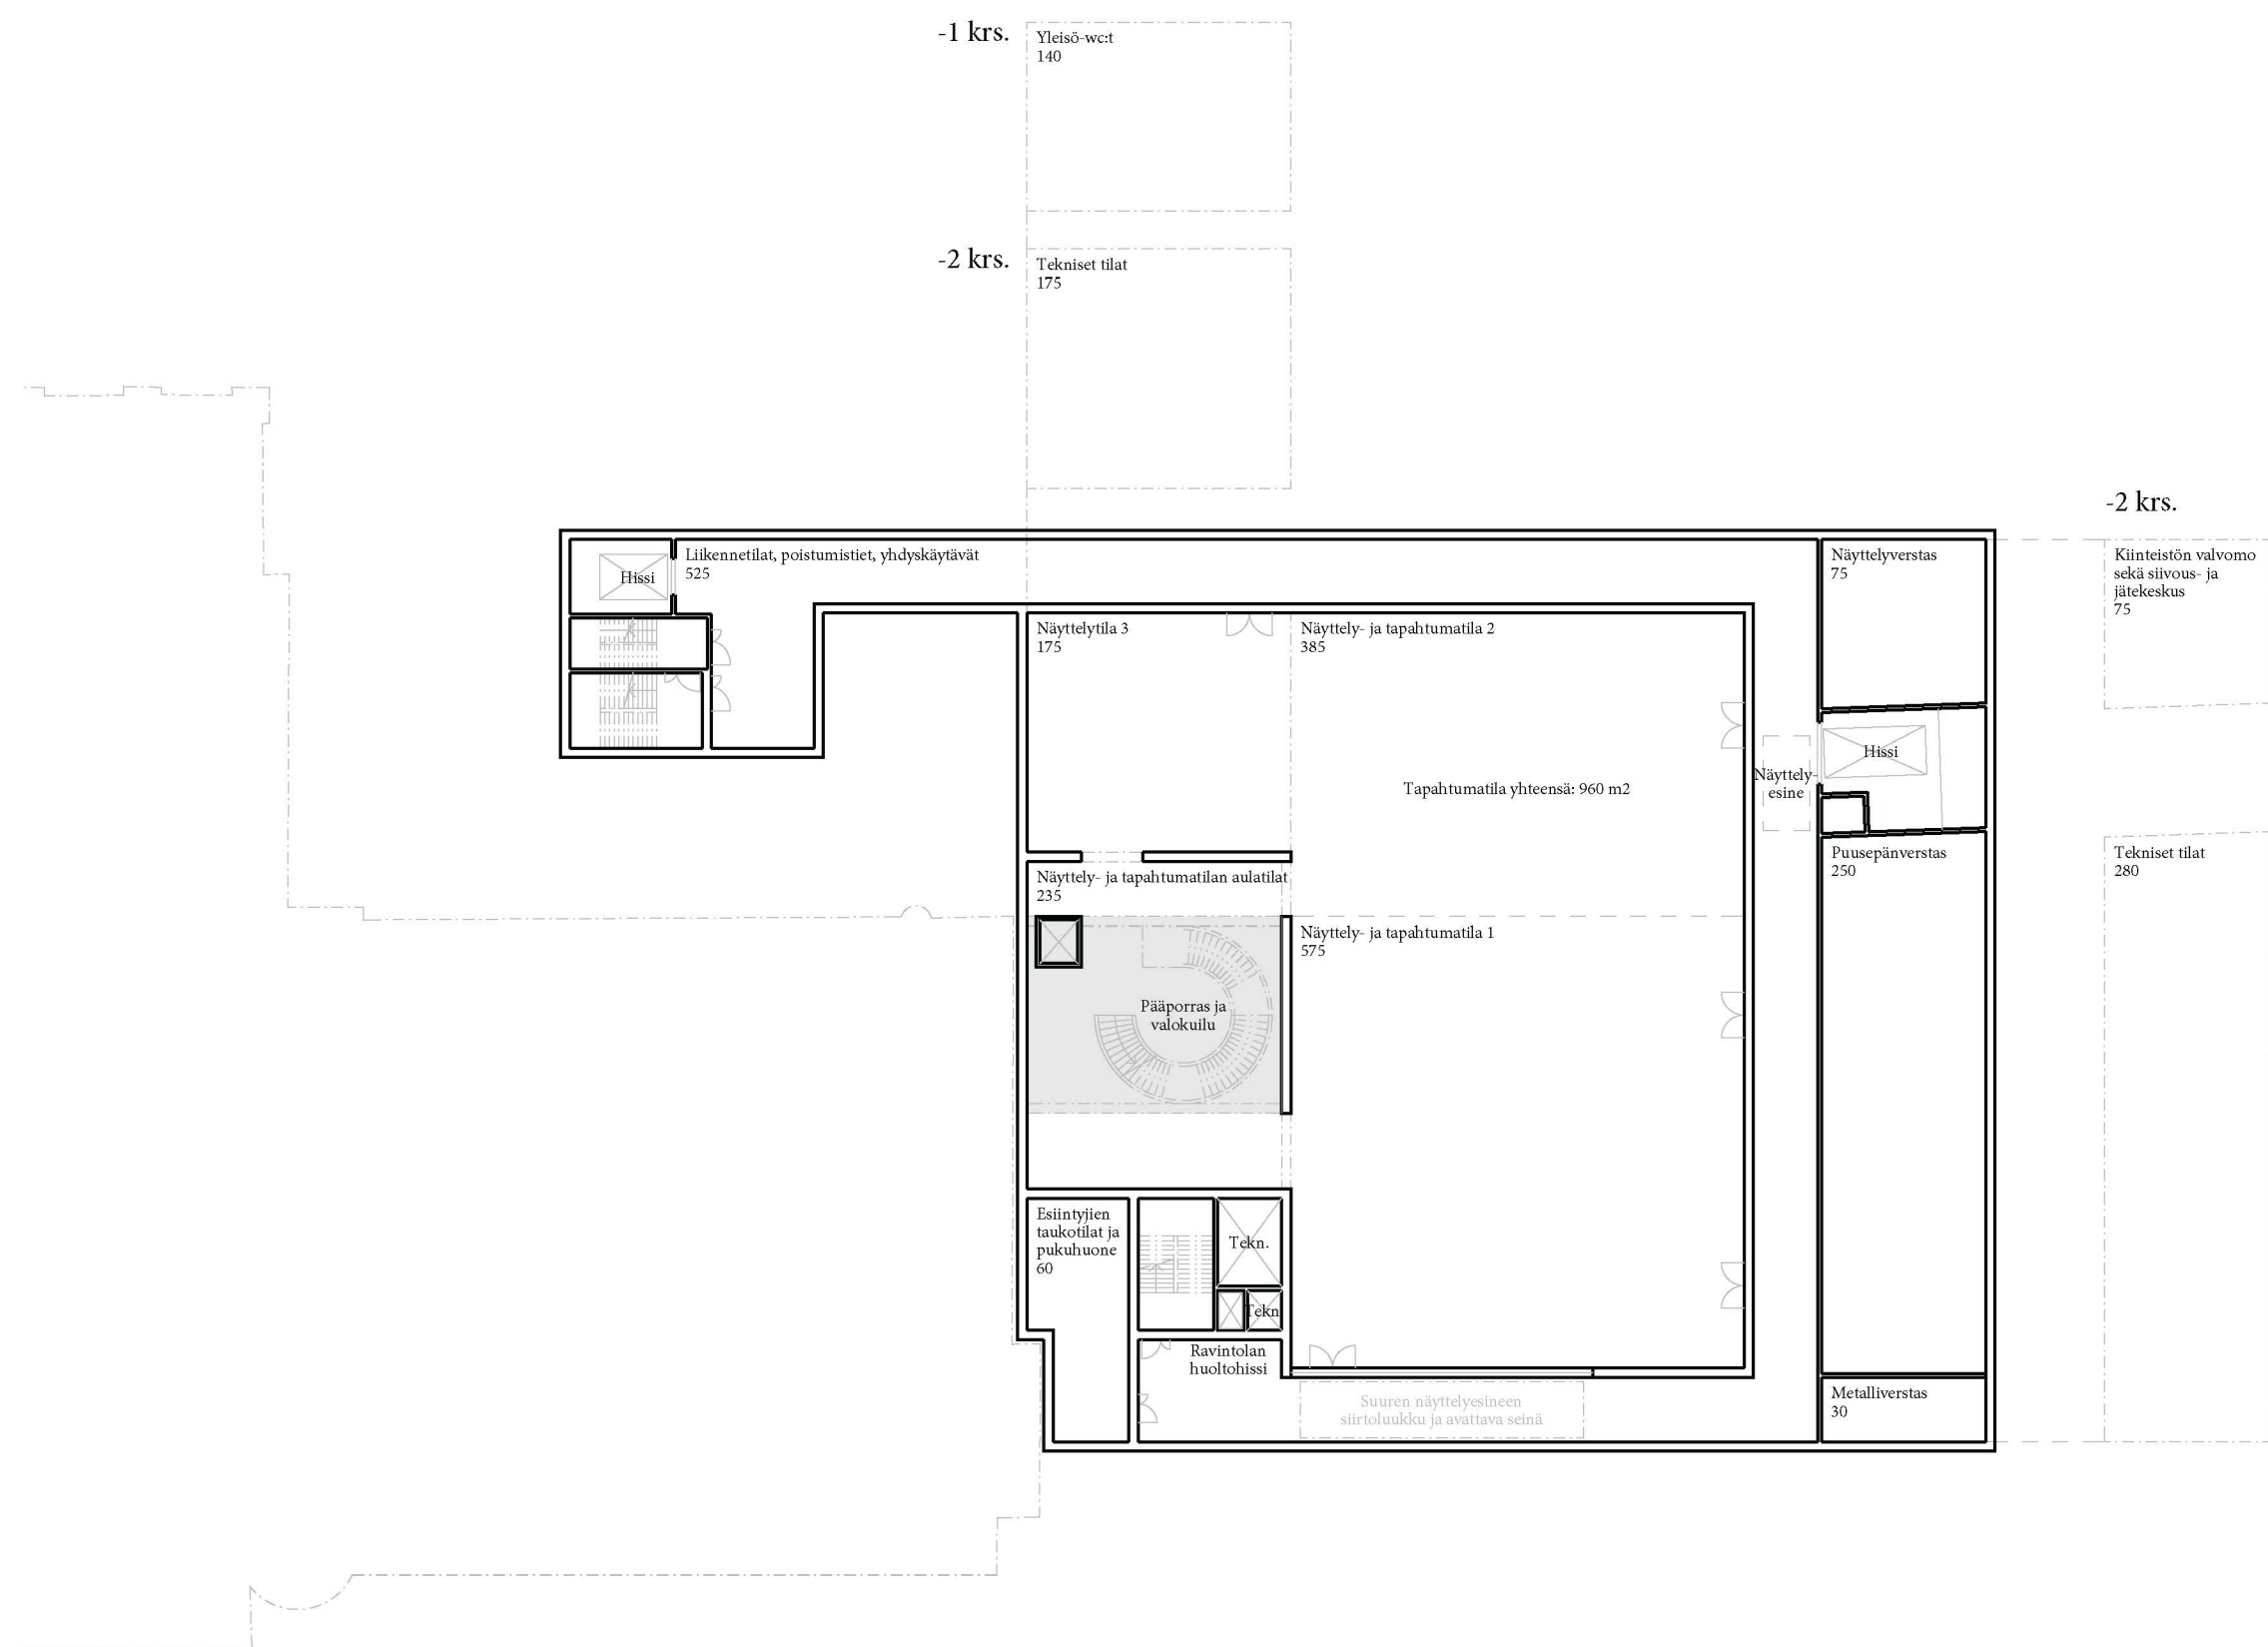 -1 krs.
Yleisö-wc:t
140
-2 krs.
Tekniset tilat
175
-2 krs.
Liikennetilat, poistumistiet, yhdyskäytävät
525
Hissi
Näyttelyverstas
75
Kiinteistön valvomo
sekä siivous- ja
jätekeskus
75
Näyttelytila 3
175
Näyttely- ja tapahtumatila 2
385
Hissi
Näyttely-
esine
Tapahtumatila yhteensä: 960 m2
Puusepänverstas
250
Tekniset tilat
280
Näyttely- ja tapahtumatilan aulatilat
235
Näyttely- ja tapahtumatila 1
575
Pääporras ja
valokuilu
Esiintyjien
taukotilat ja
pukuhuone
60
Tekn.
Tekn
Ravintolan
huoltohissi
Suuren näyttelyesineen
siirtoluukku ja avattava seinä
Metalliverstas
30